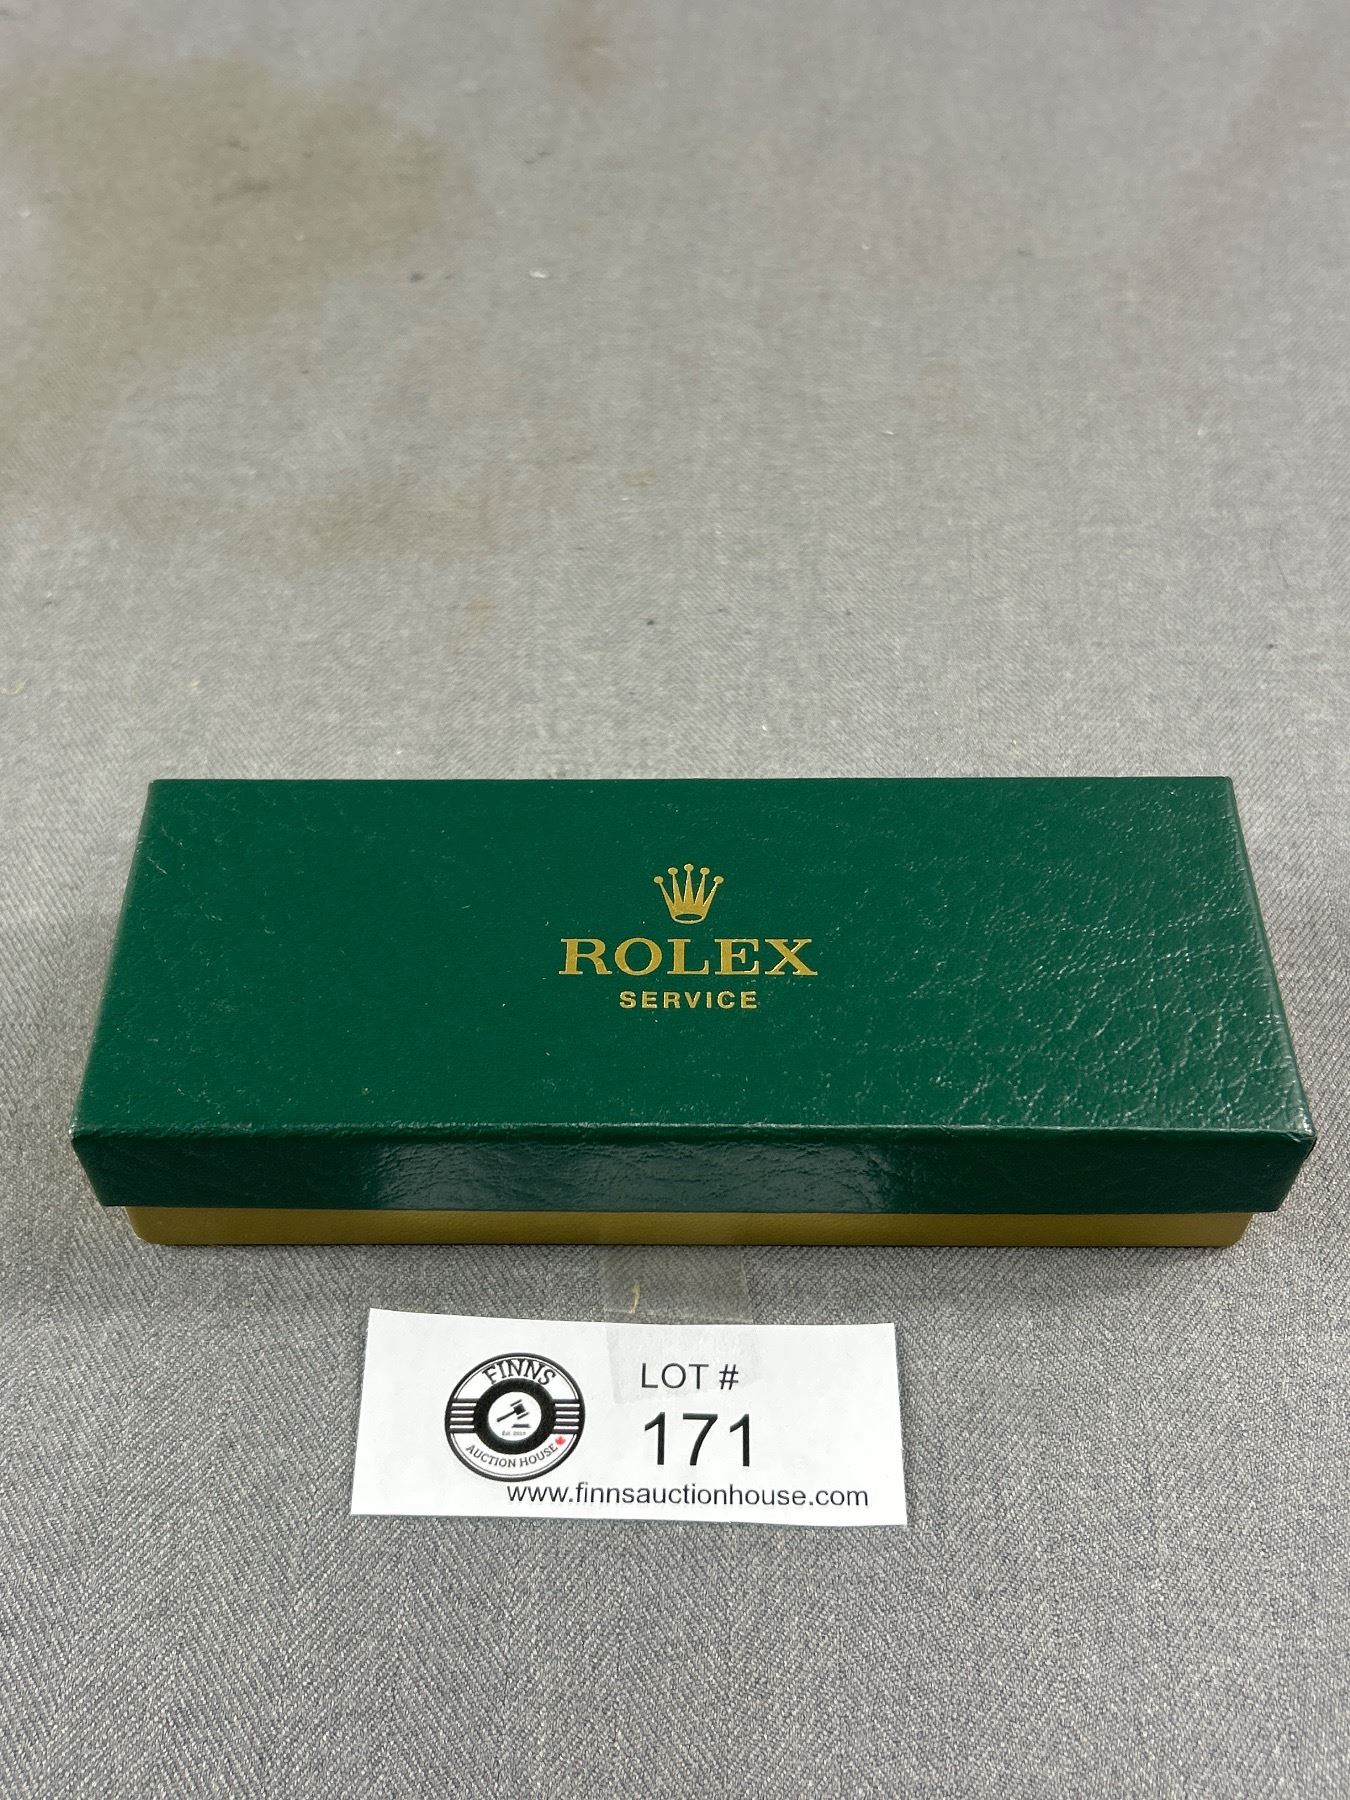 ROLEX
SERVICE
FINNS
AUCTION HOUSE
LOT #
171
www.finnsauctionhouse.com